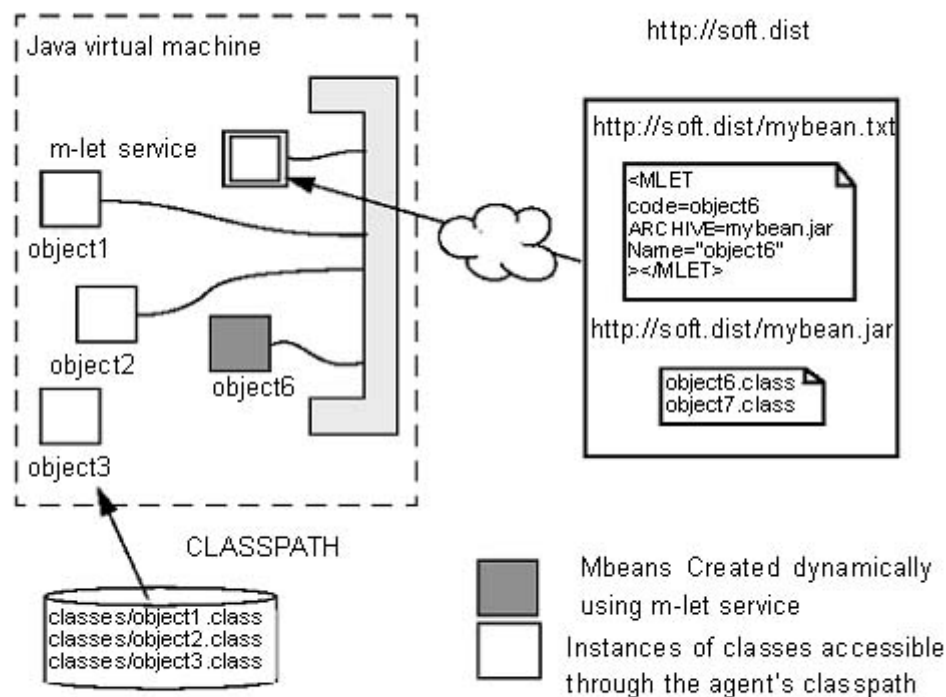 Java virtual machine
m-let service
object1
object2
object6
object3
CLASSPATH
classes/object1.class
classes/object2.class
classes/object3.class
http://soft.dist
http://soft.dist/mybean.txt
<MLET
code=object6
ARCHIVE=mybean.jar
Name="object6"
></MLET>
http://soft.dist/mybean.jar
object6.class
object7.class
Mbeans Created dynamically
using m-let service
Instances of classes accessible
through the agent's classpath